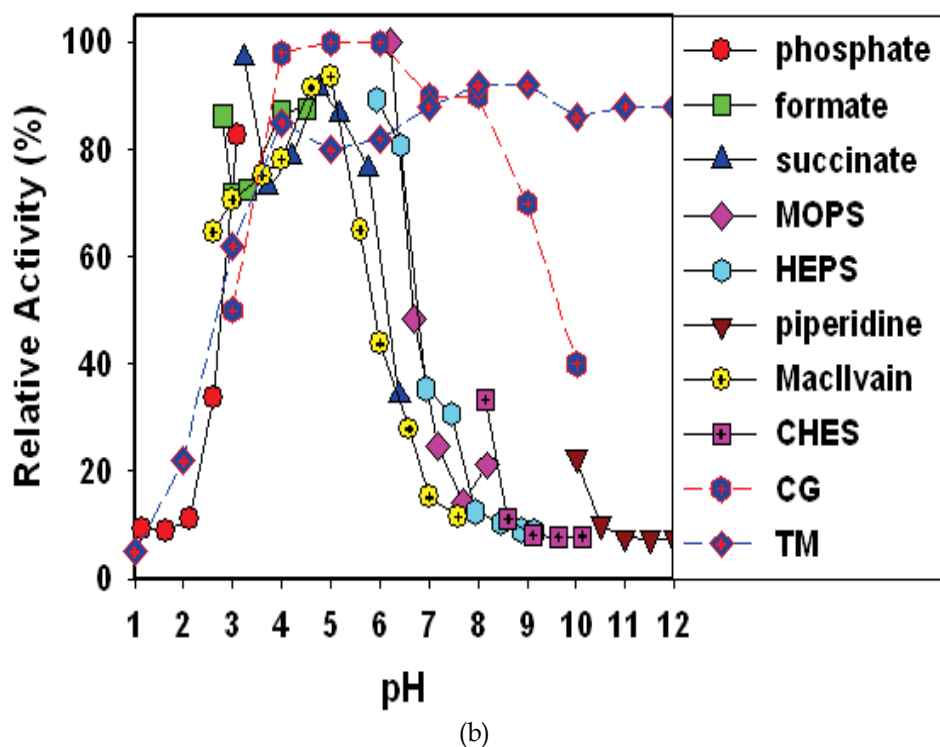 100
80
60
40
20
0
Relative Activity (%)
1 2 3 4 5 6 7 8 9 10 11 12
pH
phosphate
formate
succinate
MOPS
HEPS
piperidine
MacIlvain
CHES
CG
TM
(b)